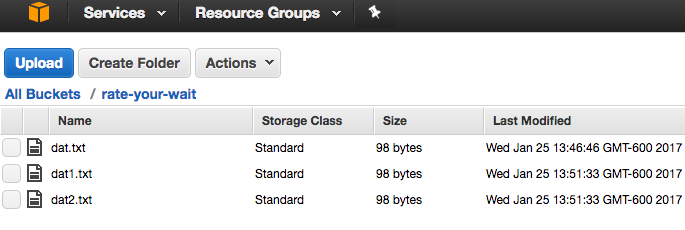 Services Resource Groups
Upload Create Folder Actions
All Buckets / rate-your-wait
Name Storage Class Size Last Modified
dat.txt Standard 98 bytes Wed Jan 25 13:46:46 GMT-600 2017
dat1.txt Standard 98 bytes Wed Jan 25 13:51:33 GMT-600 2017
dat2.txt Standard 98 bytes Wed Jan 25 13:51:33 GMT-600 2017